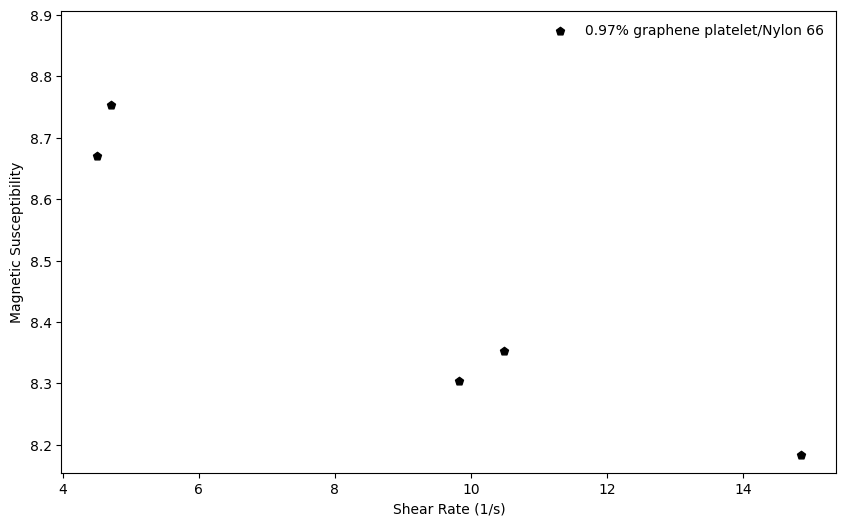 8.9
8.8
8.7
8.6
8.5
8.4
8.3
8.2
Magnetic Susceptibility
0.97% graphene platelet/Nylon 66
4 6 8 10 12 14
Shear Rate (1/s)